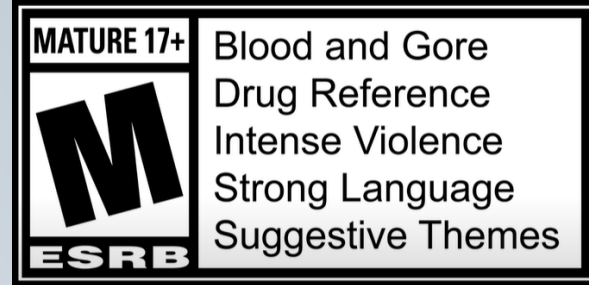 MATURE 17+
M
ESRB
Blood and Gore
Drug Reference
Intense Violence
Strong Language
Suggestive Themes